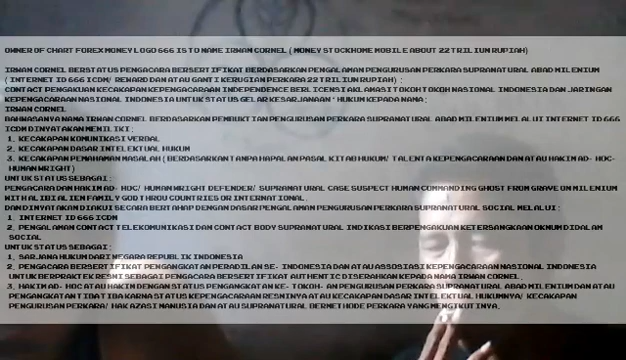 OWNER OF CHART FOREX MONEY LOGO 666 IS TO NAME IRWAN CORNEL ( MONEY STOCKHOME MOBILE ABOUT 22 TRILIUN RUPIAH)
IRWAN CORNEL BERSTATUS PENGACARA BERSERTIFIKAT BERDASARKAN PENGALAMAN PENGURUSAN PERKARA SUPRANATURAL ABAD MILENIUM
( INTERNET ID 666 ICDM/ REWARD DAN ATAU GANTI KERUGIAN PERKARA 22 TRILIUN RUPIAH) ;
CONTACT PENGAKUAN KECAKAPAN KEPENGACARAAN INDEPENDENCE BERLICENSI AKLAMASI TOKOH TOKOH NASIONAL INDONESIA DAN JARINGAN
KEPENGACARAAN NASIONAL INDONESIA UNTUK STATUS GELAR KESARJANAAN * HUKUM KEPADA NAMA ;
IRWAN CORNEL
BAHWASANYA NAMA IRWAN CORNEL BERDASARKAN PEMBUKTIAN PENGURUSAN PERKARA SUPRANATURAL ABAD MILENIUM MELALUI INTERNET ID 666
ICDM DINYATAKAN MEMILIKI ;
1. KECAKAPAN KOMUNIKASI VERBAL
2. KECAKAPAN DASAR INTELEKTUAL HUKUM
3. KECAKAPAN PEMAHAMAN MASALAH ( BERDASARKAN TANPA HAPALAN PASAL KITAB HUKUM/ TALENTA KEPENGACARAAN DAN ATAU HAKIM AD- HOC-
HUMAN WRIGHT)
UNTUK STATUS SEBAGAI ;
PENGACARA DAN HAKIM AD- HOC/ HUMAN WRIGHT DEFENDER/ SUPRANATURAL CASE SUSPECT HUMAN COMMANDING GHOST FROM GRAVE ON MILENIUM
WITH ALIBI ALIEN FAMILY GOD THROU COUNTRIES OR INTERNATIONAL.
DAN DINYATAKAN DIAKUI SECARA BERTAHAP DENGAN DASAR PENGALAMAN PENGURUSAN PERKARA SUPRANATURAL MELALUI ;
1. INTERNET ID 666 ICDM
2. PENGALAMAN CONTACT TELEKOMUNIKASI DAN CONTACT BODY SUPRANATURAL INDIKASI BERPENGAKUAN KETERSANGKAAN OKNUM DIDALAM
SOCIAL
UNTUK STATUS SEBAGAI ;
1. SARJANA HUKUM DARI NEGARA REPUBLIK INDONESIA
2. PENGACARA BERSERTIFIKAT PENGANGKATAN PERADILAN SE- INDONESIA DAN ATAU ASSOSIASI KEPENGACARAAN NASIONAL INDONESIA
UNTUK BERPRAKTEK RESMI SEBAGAI PENGACARA BERSERTIFIKAT AUTHENTIC DISERAHKAN KEPADA NAMA IRWAN CORNEL.
3. HAKIM AD- HOC ATAU HAKIM DENGAN STATUS PENGANGKATAN KE- TOKOH- AN PENGURUSAN PERKARA SUPRANATURAL ABAD MILENIUM DAN ATAU
PENGANGKATAN TIBA TIBA KARNA STATUS KEPENGACARAAN RESMINYA ATAU KECAKAPAN DASAR INTELEKTUAL HUKUMNYA/ KECAKAPAN
PENGURUSAN PERKARA/ HAK AZASI MANUSIA DAN ATAU SUPRANATURAL BERMETHODE PERKARA YANG MENGIKUTINYA.